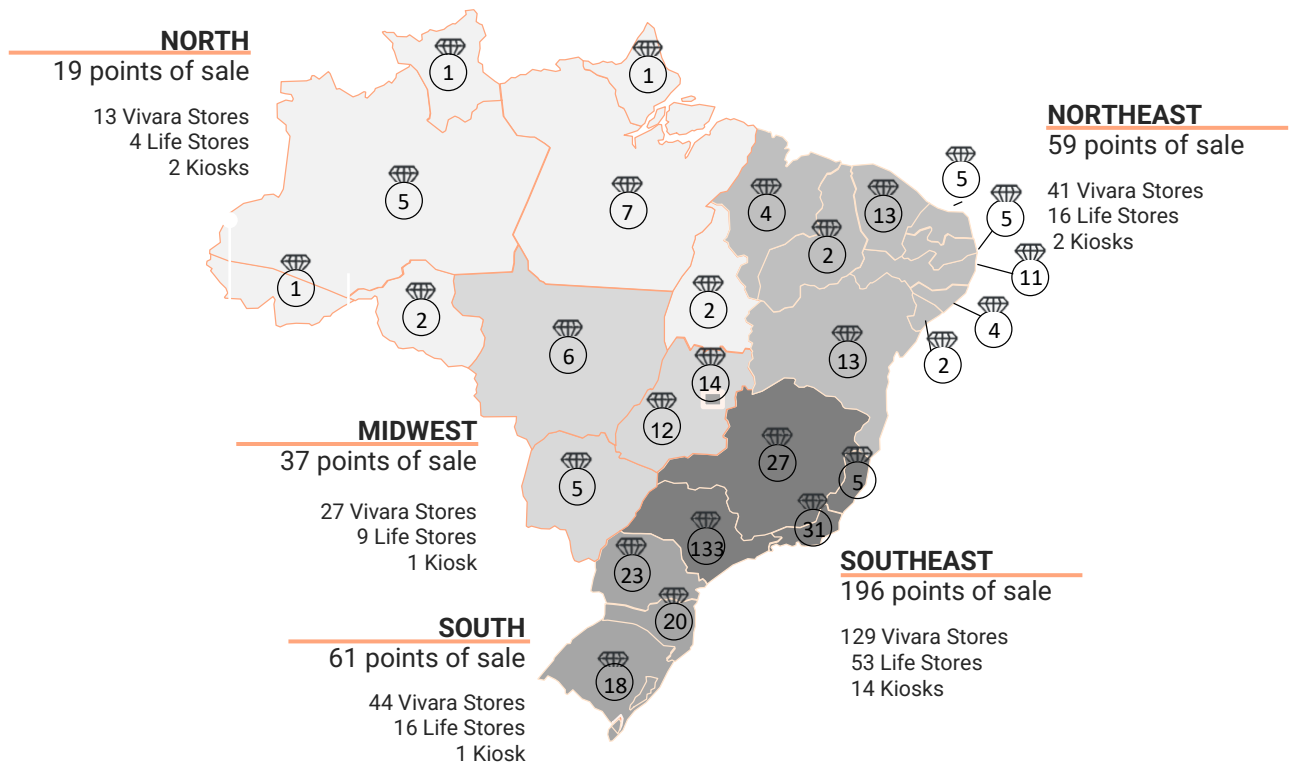 NORTH
19 points of sale
13 Vivara Stores
4 Life Stores
2 Kiosks
1
1
5
7
1
2
2
NORTHEAST
59 points of sale
41 Vivara Stores
16 Life Stores
2 Kiosks
4
2
13
5
5
11
4
2
13
MIDWEST
37 points of sale
27 Vivara Stores
9 Life Stores
1 Kiosk
6
14
12
5
SOUTHEAST
196 points of sale
129 Vivara Stores
53 Life Stores
14 Kiosks
27
5
31
133
SOUTH
61 points of sale
44 Vivara Stores
16 Life Stores
1 Kiosk
23
20
18